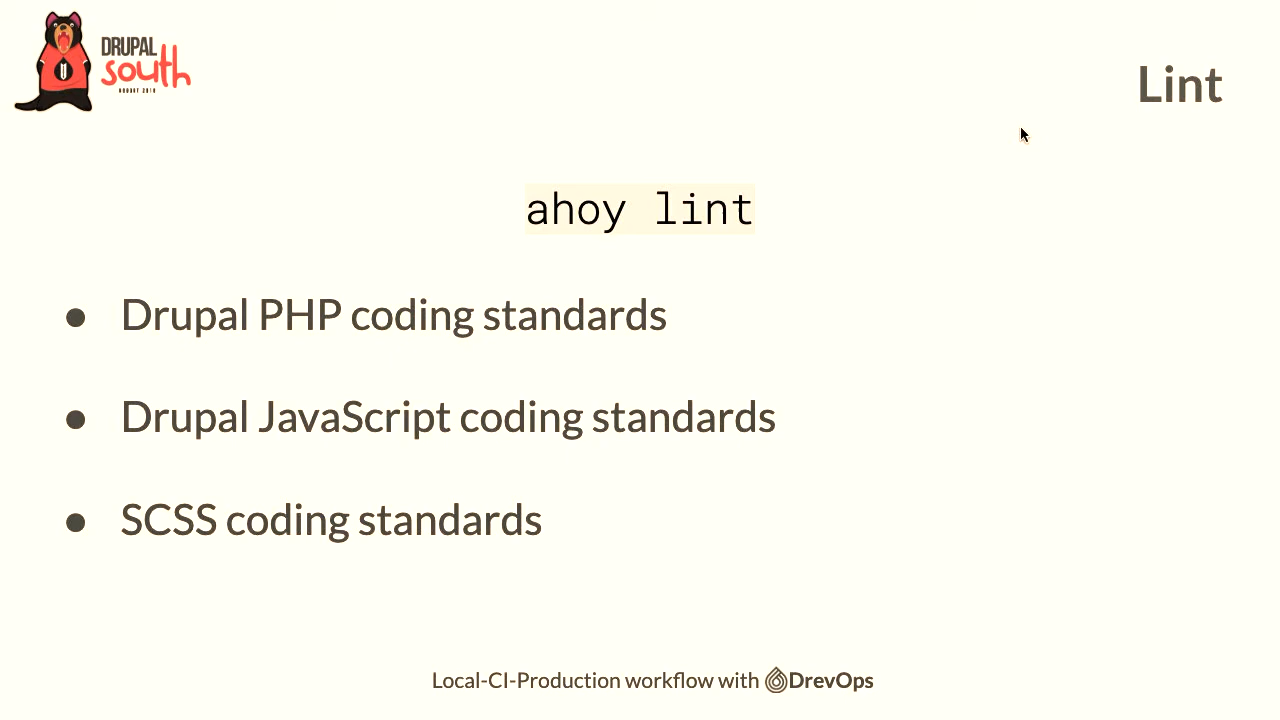 DRUPAL
south
Lint
ahoy lint
● Drupal PHP coding standards
● Drupal JavaScript coding standards
● SCSS coding standards
Local-CI-Production workflow with DrevOps